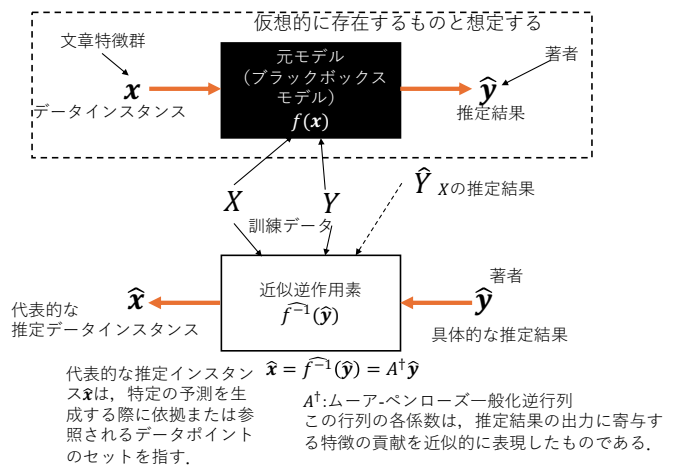 仮想的に存在するものと想定する
文章特徴群
著者
元モデル
（ブラックボックス
モデル）
f(x)
x
ŷ
データインスタンス
推定結果
X
Y
Ŷ Xの推定結果
訓練データ
近似逆作用素
f⁻¹^(ŷ)
x̂
著者
ŷ
代表的な
推定データインスタンス
具体的な推定結果
x̂ = f⁻¹^(ŷ) = A†ŷ
代表的な推定インスタン
スx̂は，特定の予測を生
成する際に依拠または参
照されるデータポイント
のセットを指す．
A†:ムーア-ペンローズ一般化逆行列
この行列の各係数は，推定結果の出力に寄与す
る特徴の貢献を近似的に表現したものである．